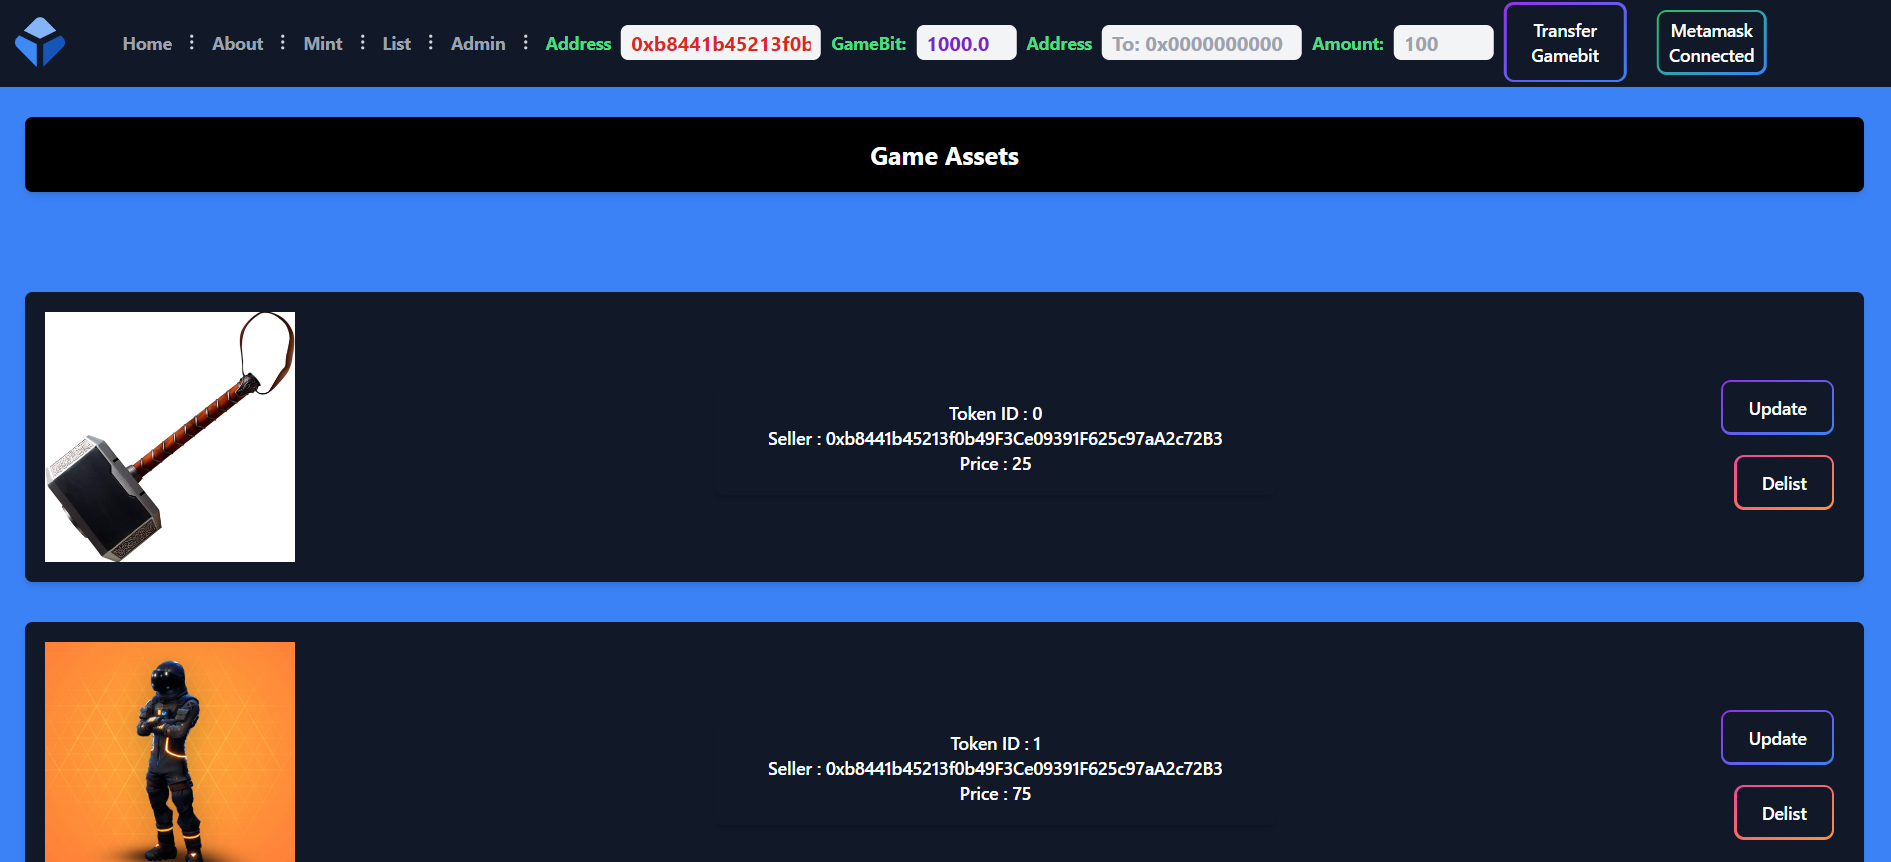 Home ⋮ About ⋮ Mint ⋮ List ⋮ Admin ⋮ Address 0xb8441b45213f0b GameBit: 1000.0 Address To: 0x0000000000 Amount: 100
Transfer
Gamebit
Metamask
Connected
Game Assets
Token ID : 0
Seller : 0xb8441b45213f0b49F3Ce09391F625c97aA2c72B3
Price : 25
Update
Delist
Token ID : 1
Seller : 0xb8441b45213f0b49F3Ce09391F625c97aA2c72B3
Price : 75
Update
Delist